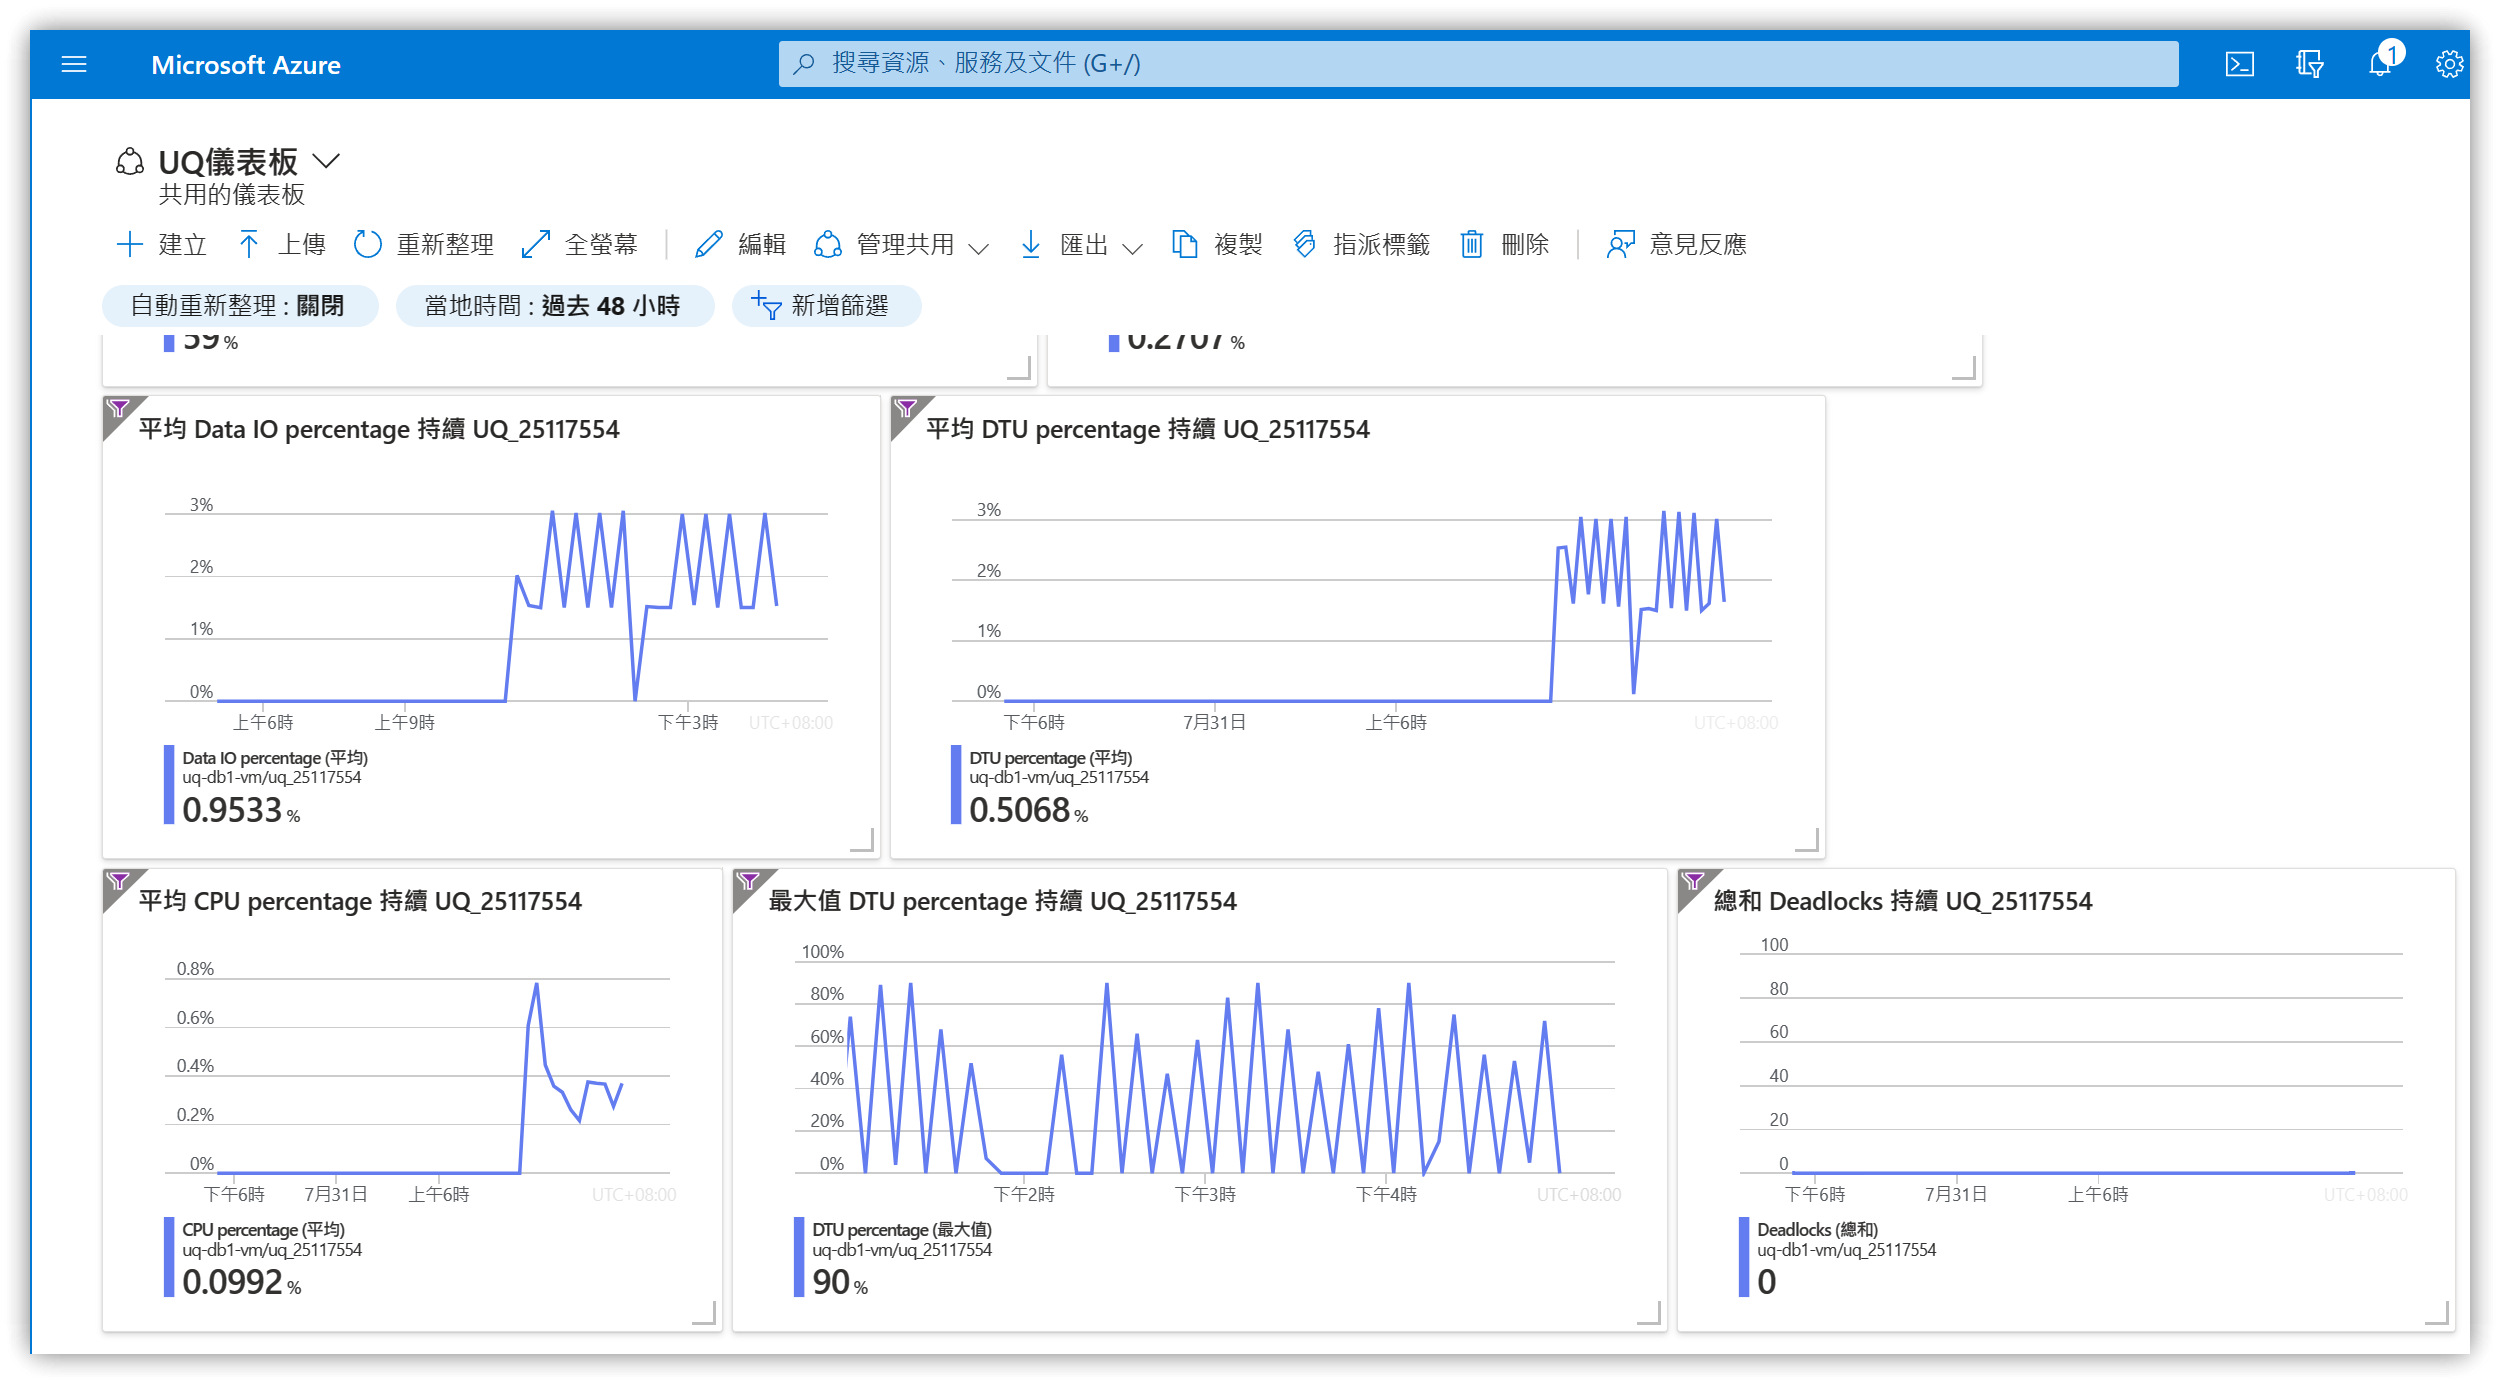 Microsoft Azure
搜尋資源、服務及文件 (G+/)
1
UQ儀表板
共用的儀表板
建立 上傳 重新整理 全螢幕 編輯 管理共用 匯出 複製 指派標籤 刪除 意見反應
自動重新整理 : 關閉 當地時間 : 過去 48 小時 新增篩選
59 %
0.2707 %
平均 Data IO percentage 持續 UQ_25117554
3%
2%
1%
0%
上午6時 上午9時 下午3時 UTC+08:00
Data IO percentage (平均)
uq-db1-vm/uq_25117554
0.9533 %
平均 DTU percentage 持續 UQ_25117554
3%
2%
1%
0%
下午6時 7月31日 上午6時 UTC+08:00
DTU percentage (平均)
uq-db1-vm/uq_25117554
0.5068 %
平均 CPU percentage 持續 UQ_25117554
0.8%
0.6%
0.4%
0.2%
0%
下午6時 7月31日 上午6時 UTC+08:00
CPU percentage (平均)
uq-db1-vm/uq_25117554
0.0992 %
最大值 DTU percentage 持續 UQ_25117554
100%
80%
60%
40%
20%
0%
下午2時 下午3時 下午4時 UTC+08:00
DTU percentage (最大值)
uq-db1-vm/uq_25117554
90 %
總和 Deadlocks 持續 UQ_25117554
100
80
60
40
20
0
下午6時 7月31日 上午6時 UTC+08:00
Deadlocks (總和)
uq-db1-vm/uq_25117554
0